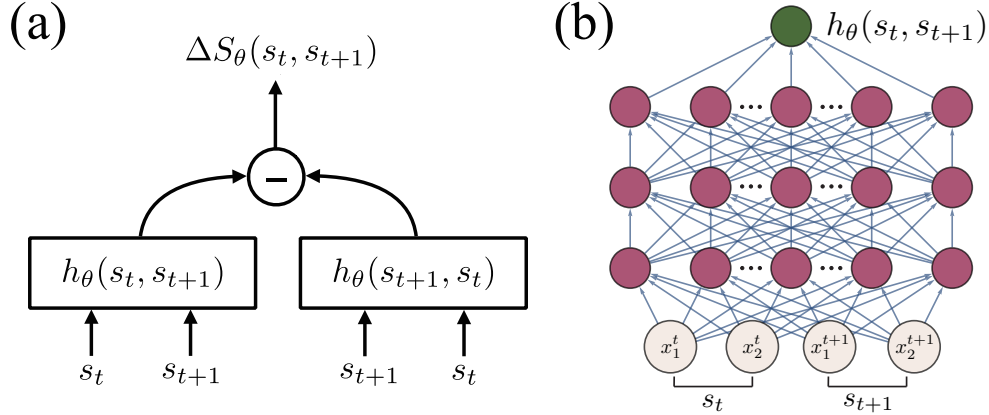 (a)
ΔS_θ(s_t, s_{t+1})
−
h_θ(s_t, s_{t+1})
h_θ(s_{t+1}, s_t)
s_t
s_{t+1}
s_{t+1}
s_t
(b)
h_θ(s_t, s_{t+1})
... ...
... ...
... ...
x_1^t
x_2^t
x_1^{t+1}
x_2^{t+1}
s_t
s_{t+1}